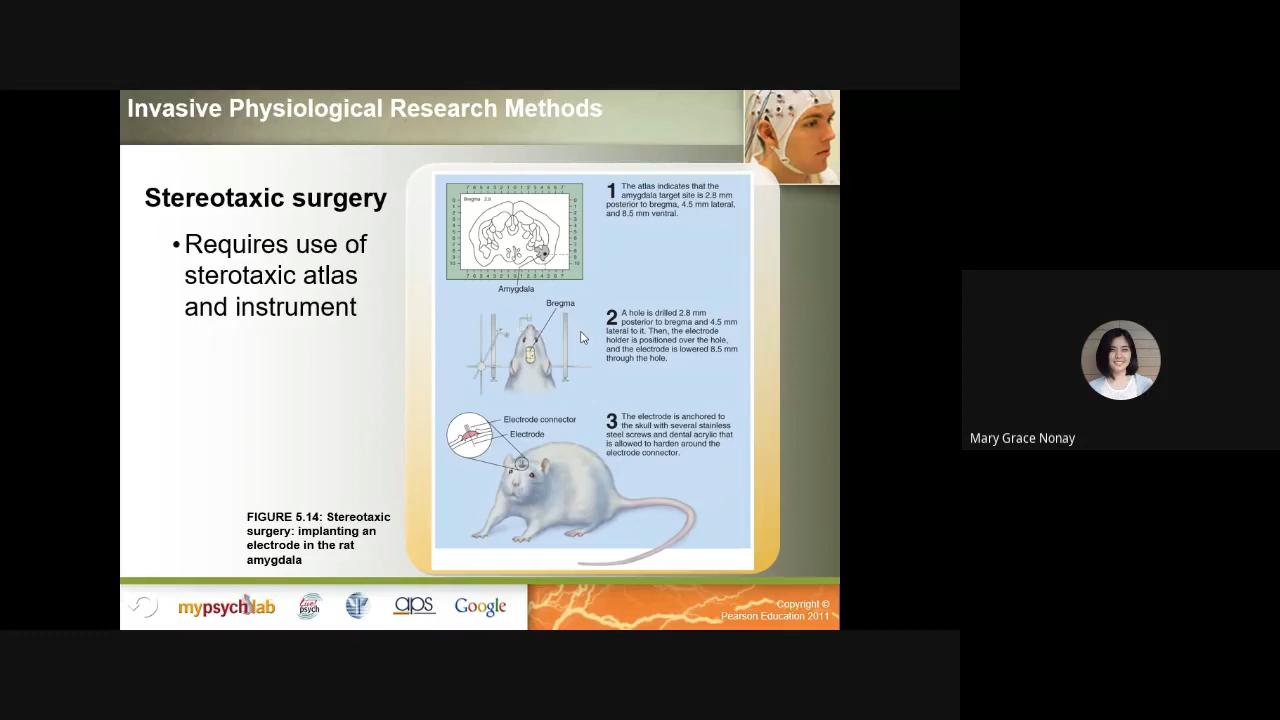 Invasive Physiological Research Methods
Stereotaxic surgery
•Requires use of
sterotaxic atlas
and instrument
FIGURE 5.14: Stereotaxic
surgery: implanting an
electrode in the rat
amygdala
Bregma 2.8
Amygdala
1 The atlas indicates that the
amygdala target site is 2.8 mm
posterior to bregma, 4.5 mm lateral,
and 8.5 mm ventral.
Bregma
2 A hole is drilled 2.8 mm
posterior to bregma and 4.5 mm
lateral to it. Then, the electrode
holder is positioned over the hole,
and the electrode is lowered 8.5 mm
through the hole.
Electrode connector
Electrode
3 The electrode is anchored to
the skull with several stainless
steel screws and dental acrylic that
is allowed to harden around the
electrode connector.
mypsychlab
Live!
psych
aps
Google
Copyright ©
Pearson Education 2011
Mary Grace Nonay